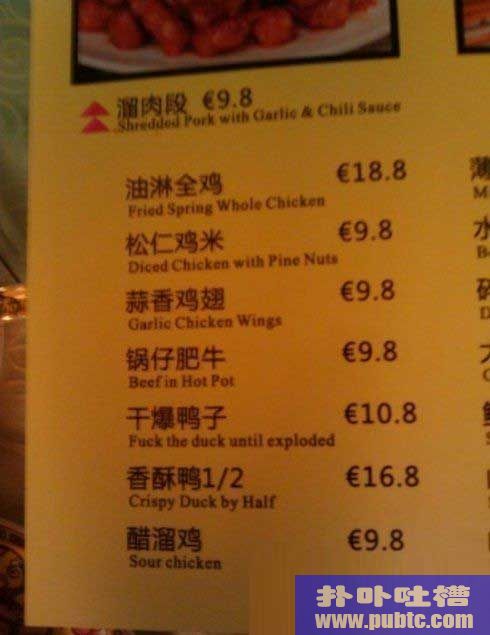 溜肉段 €9.8
Shredded Pork with Garlic & Chili Sauce
油淋全鸡 €18.8
Fried Spring Whole Chicken
松仁鸡米 €9.8
Diced Chicken with Pine Nuts
蒜香鸡翅 €9.8
Garlic Chicken Wings
锅仔肥牛 €9.8
Beef in Hot Pot
干爆鸭子 €10.8
Fuck the duck until exploded
香酥鸭1/2 €16.8
Crispy Duck by Half
醋溜鸡 €9.8
Sour chicken
薄
M
水
扑卟吐槽
www.pubtc.com